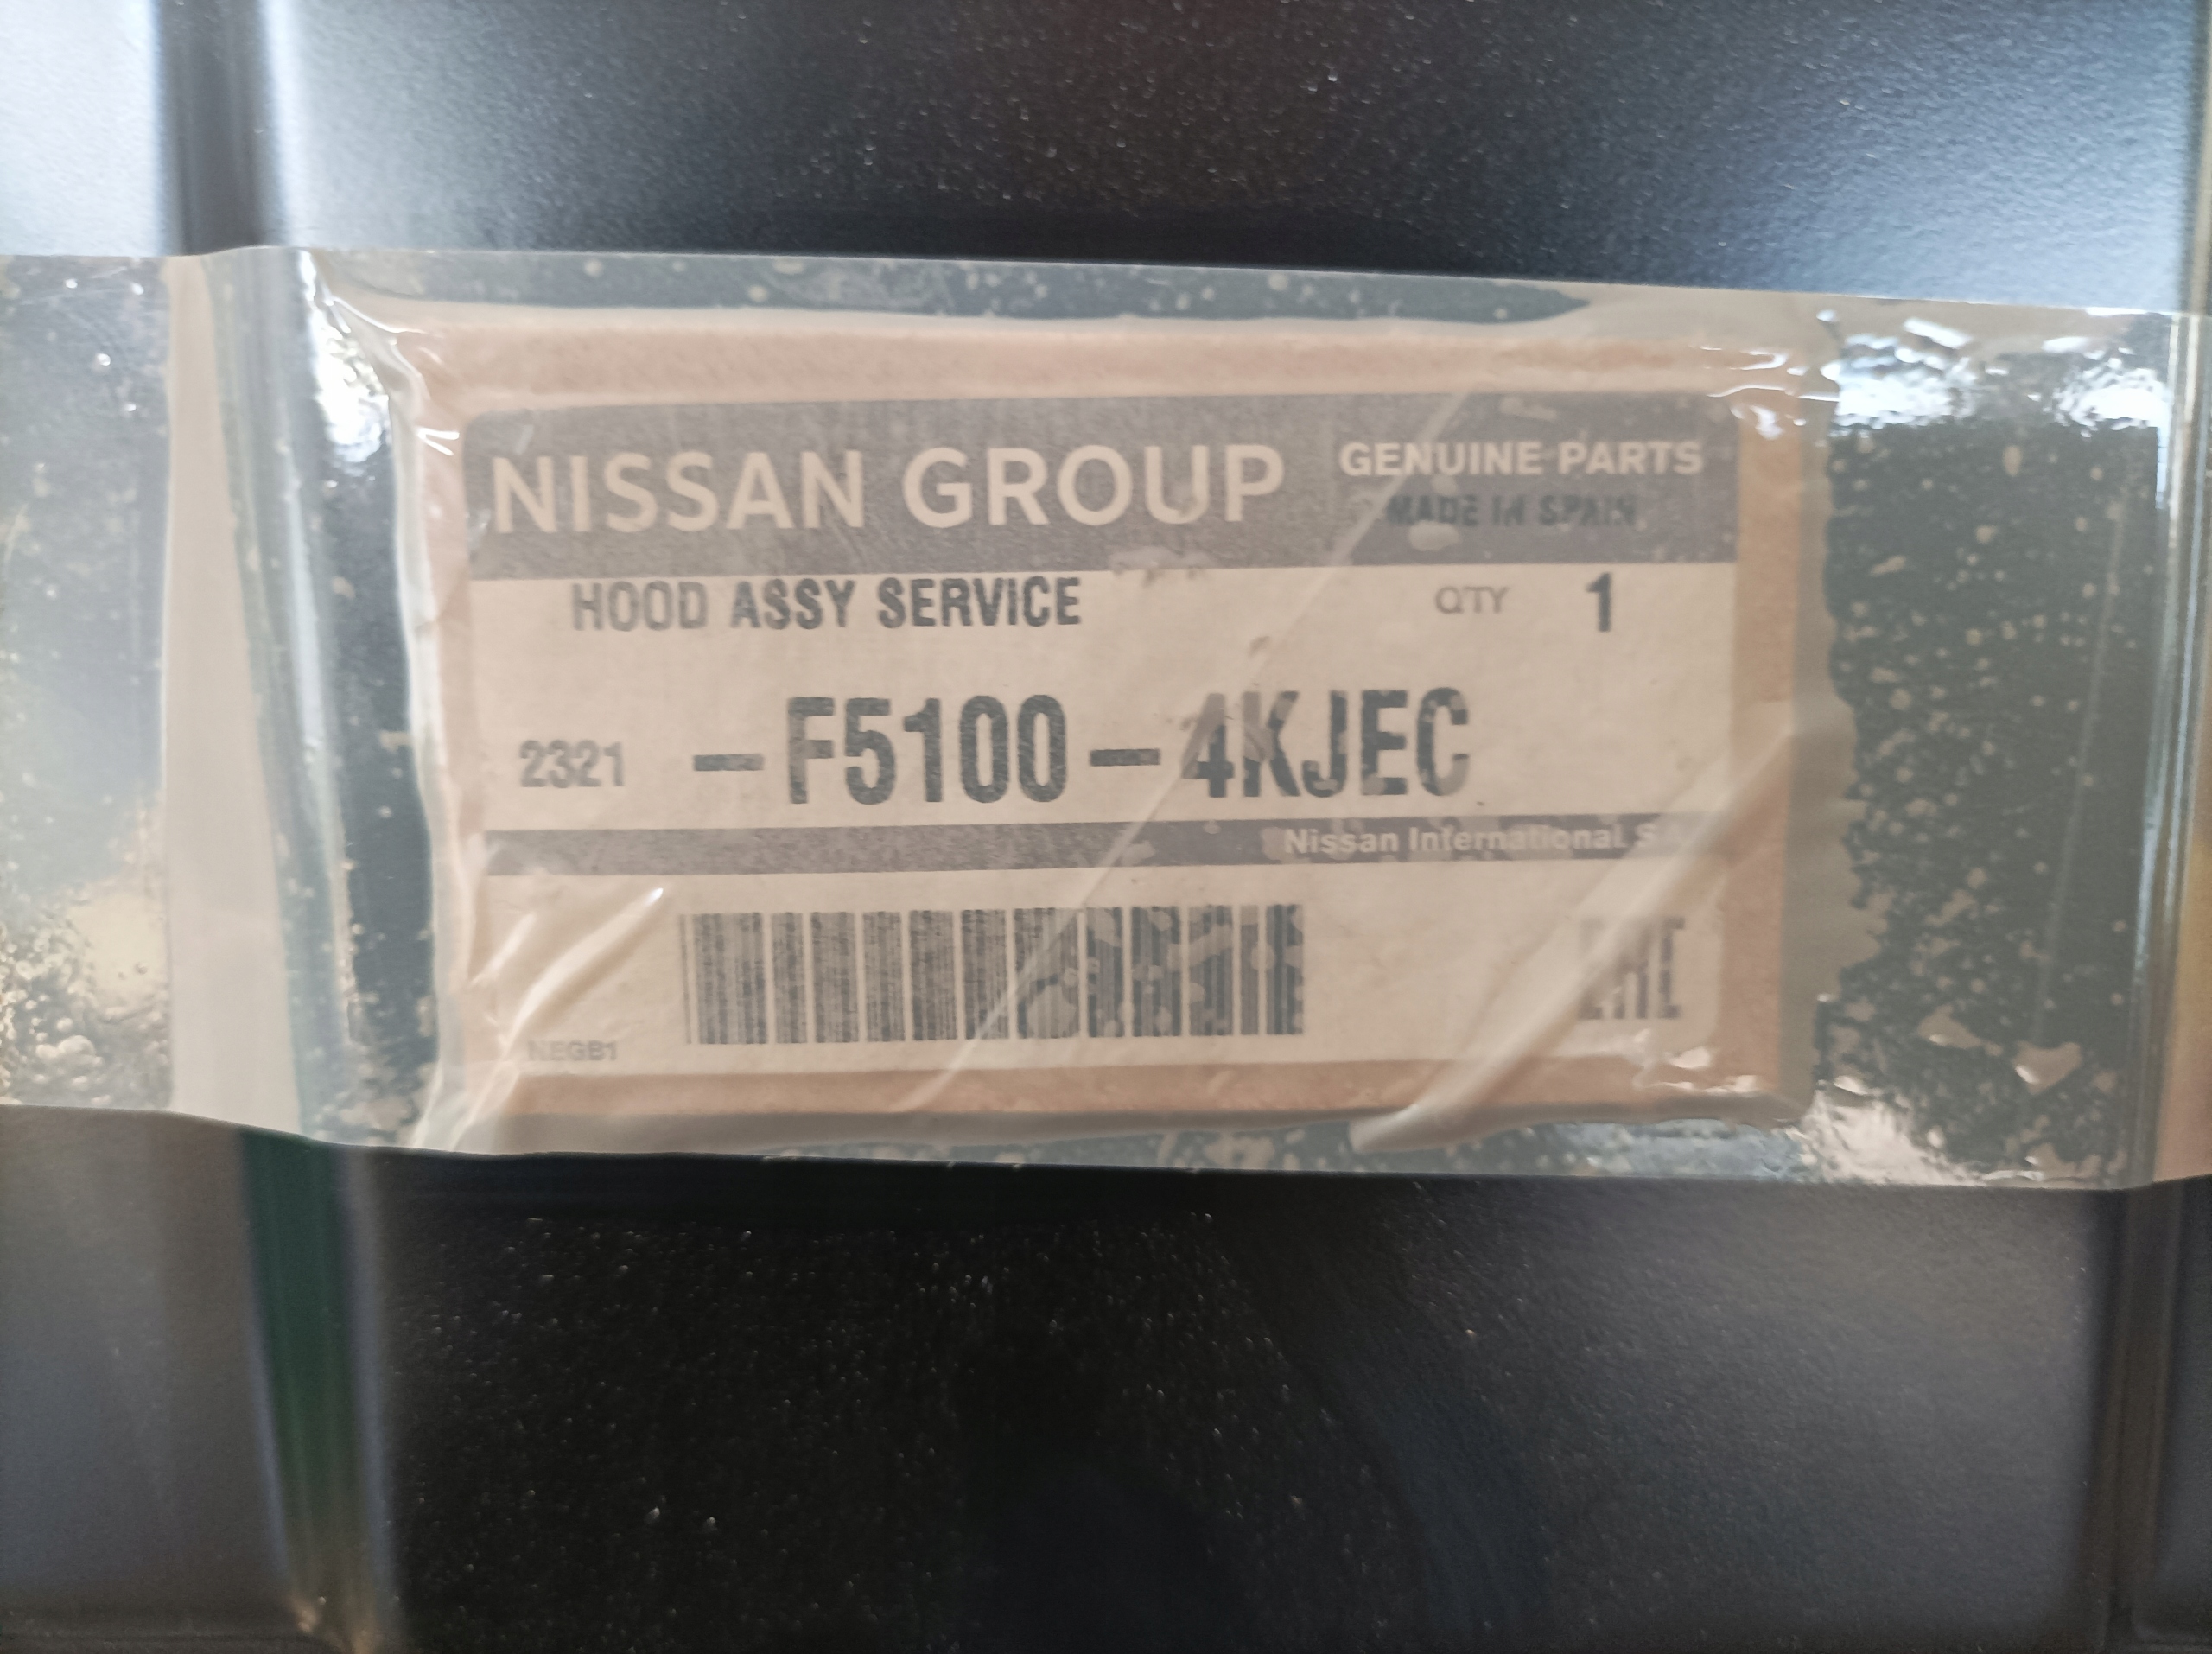 NISSAN GROUP GENUINE PARTS
MADE IN SPAIN
HOOD ASSY SERVICE QTY 1
2321 -F5100-4KJEC
Nissan International
NEGB1